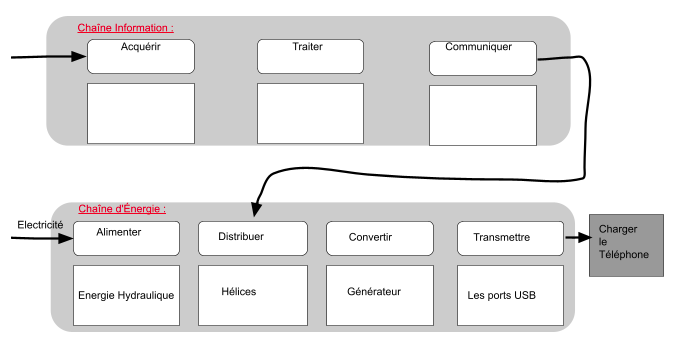 Chaîne Information :
Acquérir
Traiter
Communiquer
Chaîne d'Énergie :
Electricité
Alimenter
Distribuer
Convertir
Transmettre
Charger
le
Téléphone
Energie Hydraulique
Hélices
Générateur
Les ports USB